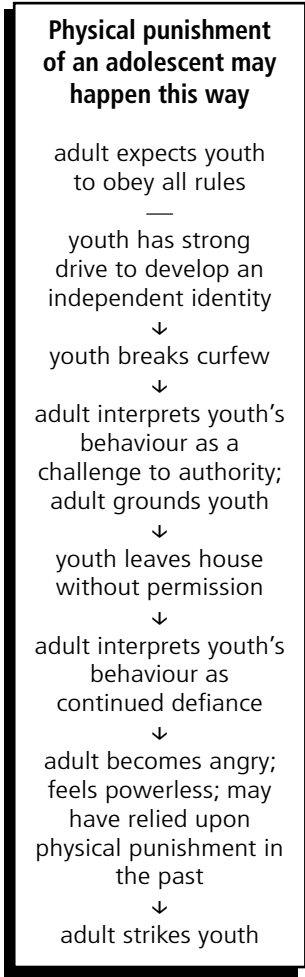 Physical punishment
of an adolescent may
happen this way
adult expects youth
to obey all rules
—
youth has strong
drive to develop an
independent identity
↓
youth breaks curfew
↓
adult interprets youth’s
behaviour as a
challenge to authority;
adult grounds youth
↓
youth leaves house
without permission
↓
adult interprets youth’s
behaviour as
continued defiance
↓
adult becomes angry;
feels powerless; may
have relied upon
physical punishment in
the past
↓
adult strikes youth